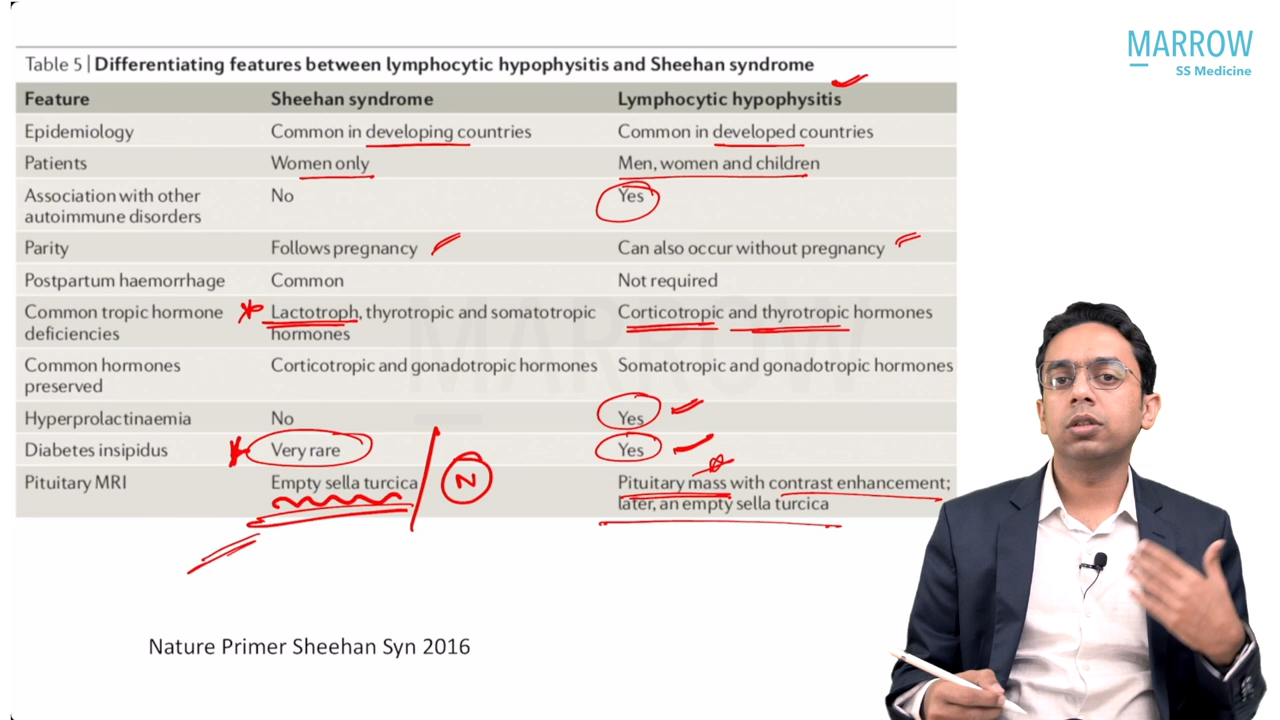 MARROW
SS Medicine
Table 5 | Differentiating features between lymphocytic hypophysitis and Sheehan syndrome
Feature Sheehan syndrome Lymphocytic hypophysitis
Epidemiology Common in developing countries Common in developed countries
Patients Women only Men, women and children
Association with other No Yes
autoimmune disorders
Parity Follows pregnancy Can also occur without pregnancy
Postpartum haemorrhage Common Not required
Common tropic hormone Lactotroph, thyrotropic and somatotropic Corticotropic and thyrotropic hormones
deficiencies hormones
Common hormones Corticotropic and gonadotropic hormones Somatotropic and gonadotropic hormones
preserved
Hyperprolactinaemia No Yes
Diabetes insipidus Very rare Yes
Pituitary MRI Empty sella turcica N Pituitary mass with contrast enhancement;
later, an empty sella turcica
MARROW
Nature Primer Sheehan Syn 2016